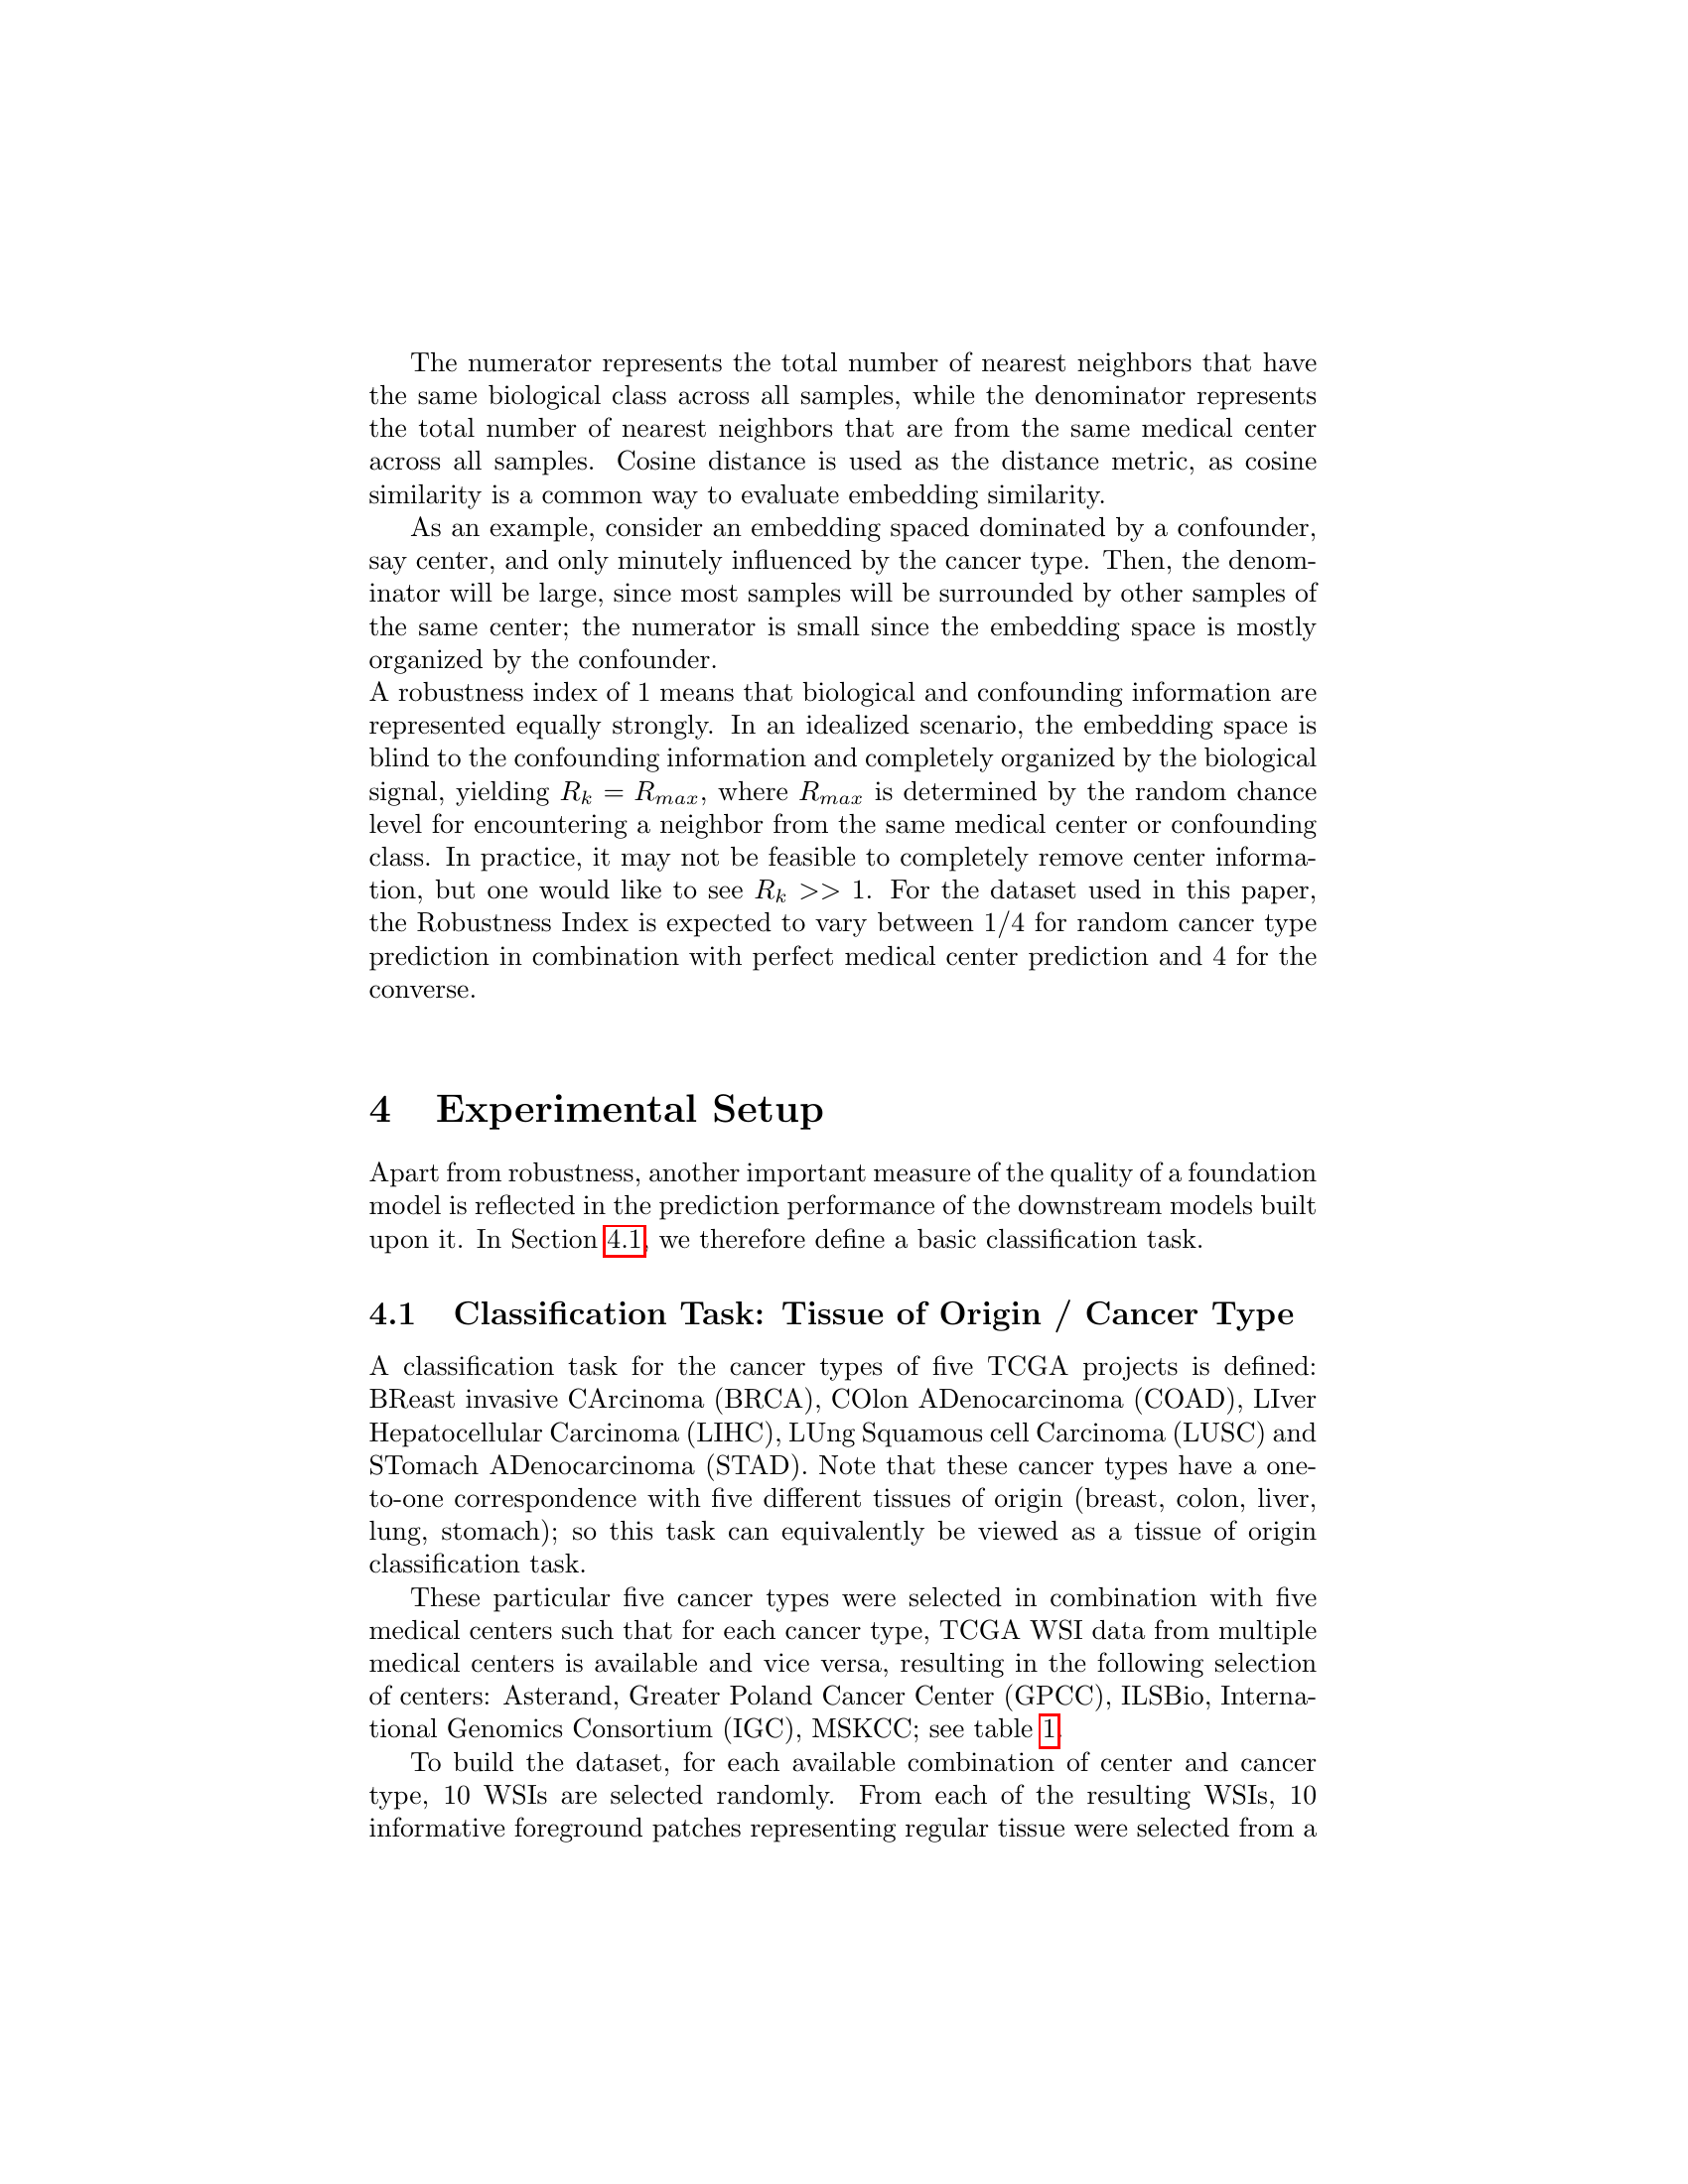 The numerator represents the total number of nearest neighbors that have
the same biological class across all samples, while the denominator represents
the total number of nearest neighbors that are from the same medical center
across all samples. Cosine distance is used as the distance metric, as cosine
similarity is a common way to evaluate embedding similarity.
As an example, consider an embedding spaced dominated by a confounder,
say center, and only minutely influenced by the cancer type. Then, the denom-
inator will be large, since most samples will be surrounded by other samples of
the same center; the numerator is small since the embedding space is mostly
organized by the confounder.
A robustness index of 1 means that biological and confounding information are
represented equally strongly. In an idealized scenario, the embedding space is
blind to the confounding information and completely organized by the biological
signal, yielding $R_k = R_{max}$, where $R_{max}$ is determined by the random chance
level for encountering a neighbor from the same medical center or confounding
class. In practice, it may not be feasible to completely remove center informa-
tion, but one would like to see $R_k >> 1$. For the dataset used in this paper,
the Robustness Index is expected to vary between 1/4 for random cancer type
prediction in combination with perfect medical center prediction and 4 for the
converse.
4 Experimental Setup
Apart from robustness, another important measure of the quality of a foundation
model is reflected in the prediction performance of the downstream models built
upon it. In Section 4.1, we therefore define a basic classification task.
4.1 Classification Task: Tissue of Origin / Cancer Type
A classification task for the cancer types of five TCGA projects is defined:
BReast invasive CArcinoma (BRCA), COlon ADenocarcinoma (COAD), LIver
Hepatocellular Carcinoma (LIHC), LUng Squamous cell Carcinoma (LUSC) and
STomach ADenocarcinoma (STAD). Note that these cancer types have a one-
to-one correspondence with five different tissues of origin (breast, colon, liver,
lung, stomach); so this task can equivalently be viewed as a tissue of origin
classification task.
These particular five cancer types were selected in combination with five
medical centers such that for each cancer type, TCGA WSI data from multiple
medical centers is available and vice versa, resulting in the following selection
of centers: Asterand, Greater Poland Cancer Center (GPCC), ILSBio, Interna-
tional Genomics Consortium (IGC), MSKCC; see table 1.
To build the dataset, for each available combination of center and cancer
type, 10 WSIs are selected randomly. From each of the resulting WSIs, 10
informative foreground patches representing regular tissue were selected from a